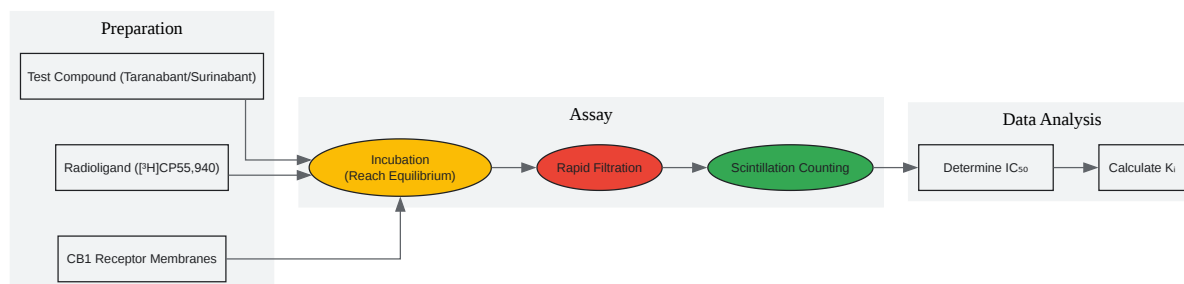 Preparation
Test Compound (Taranabant/Surinabant)
Radioligand ([³H]CP55,940)
CB1 Receptor Membranes
Assay
Incubation
(Reach Equilibrium)
Rapid Filtration
Scintillation Counting
Data Analysis
Determine IC₅₀
Calculate Kᵢ